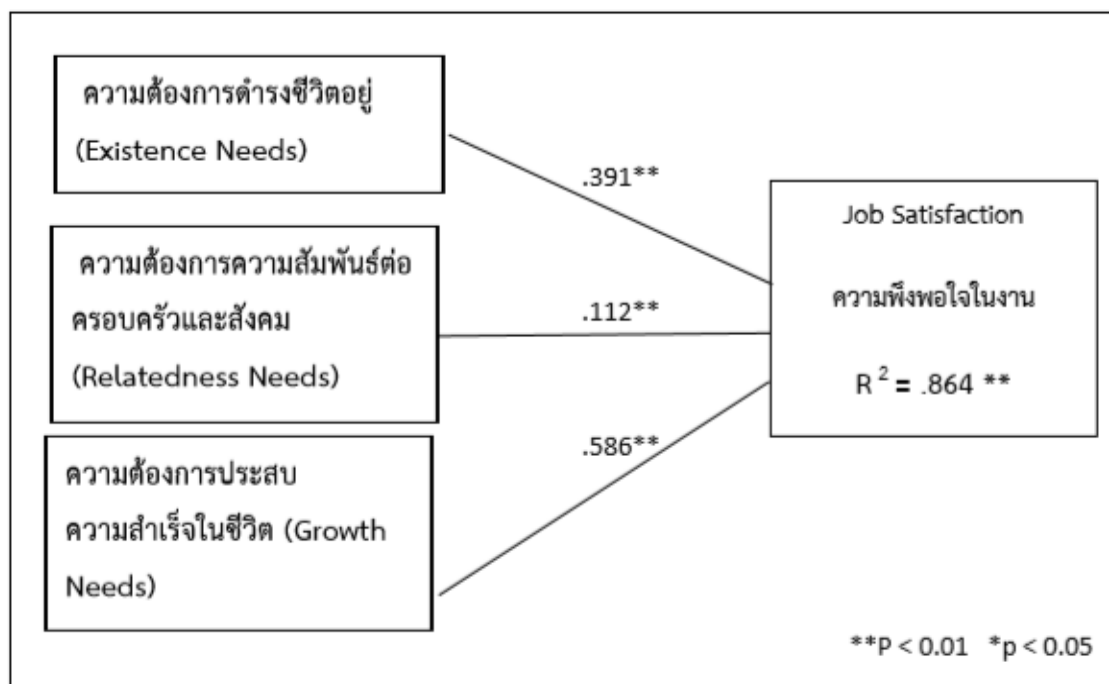 ความต้องการดำรงชีวิตอยู่
(Existence Needs)
.391**
ความต้องการความสัมพันธ์ต่อ
ครอบครัวและสังคม
(Relatedness Needs)
.112**
ความต้องการประสบ
ความสำเร็จในชีวิต (Growth
Needs)
.586**
Job Satisfaction
ความพึงพอใจในงาน
R² = .864 **
**P < 0.01 *p < 0.05